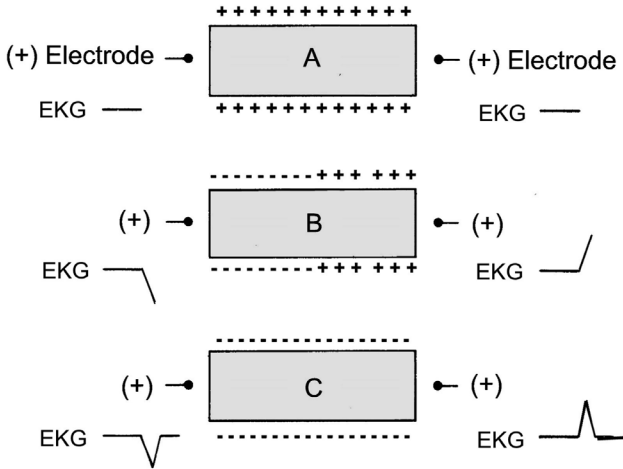 + + + + + + + + + + + +
(+) Electrode A (+) Electrode
EKG + + + + + + + + + + + + EKG
- - - - - - - - - + + + + + +
(+) B (+)
EKG - - - - - - - - - + + + + + + EKG
- - - - - - - - - - - - - - - - -
(+) C (+)
EKG - - - - - - - - - - - - - - - - - EKG